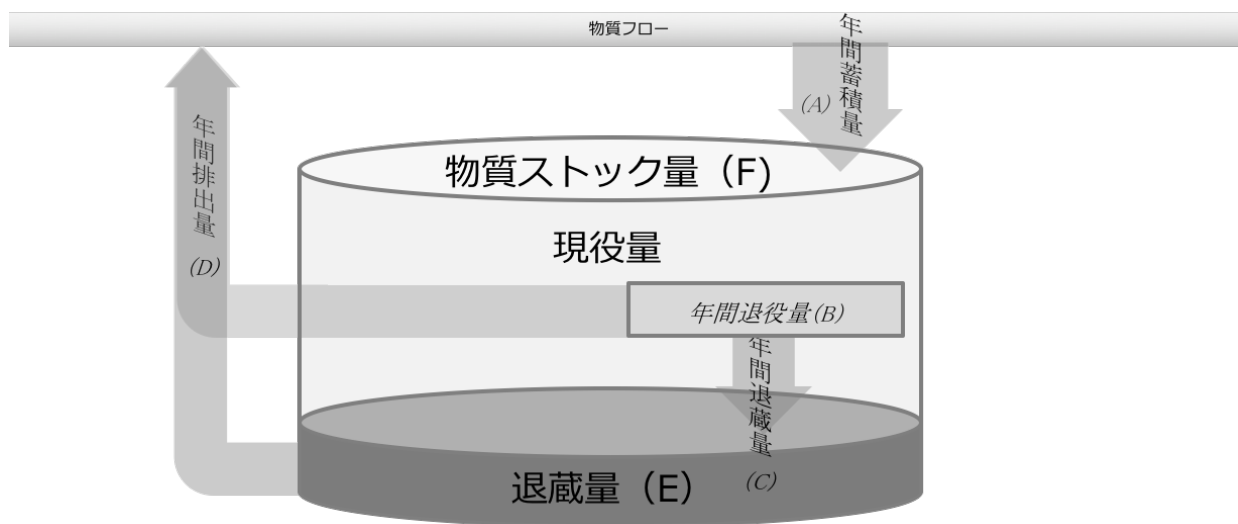 物質フロー
年間蓄積量
(A)
物質ストック量（F)
年間排出量
(D)
現役量
年間退役量(B)
年間退蔵量
(C)
退蔵量（E）